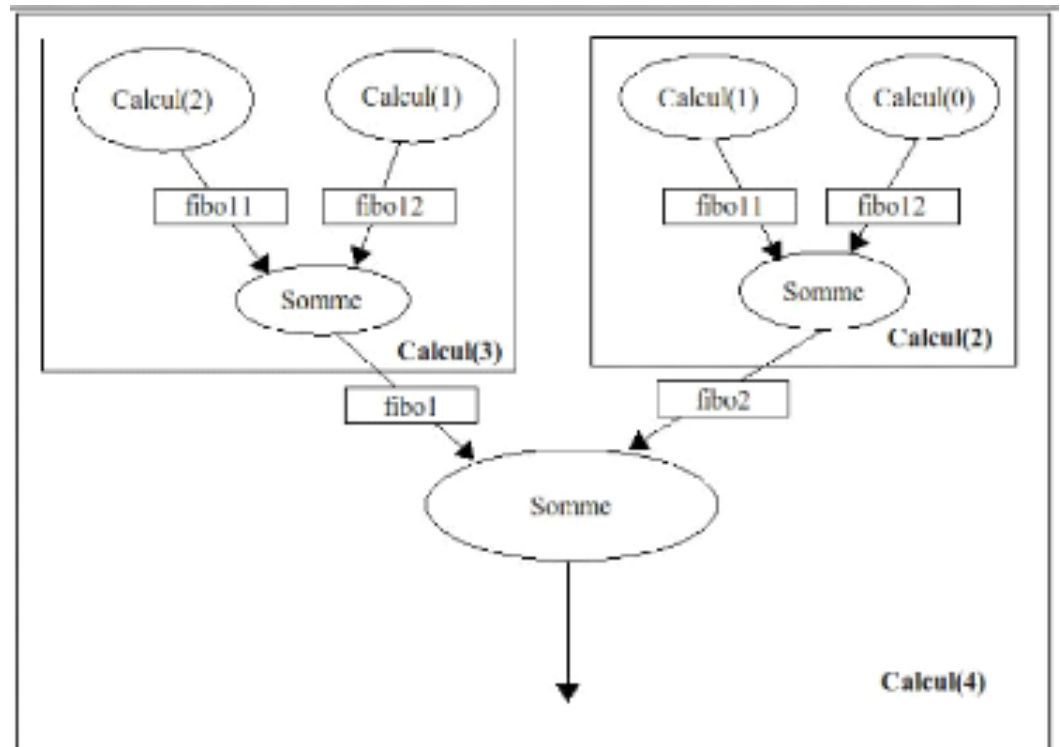 Calcul(2)
Calcul(1)
fibo11
fibo12
Somme
Calcul(3)
Calcul(1)
Calcul(0)
fibo11
fibo12
Somme
Calcul(2)
fibo1
fibo2
Somme
Calcul(4)